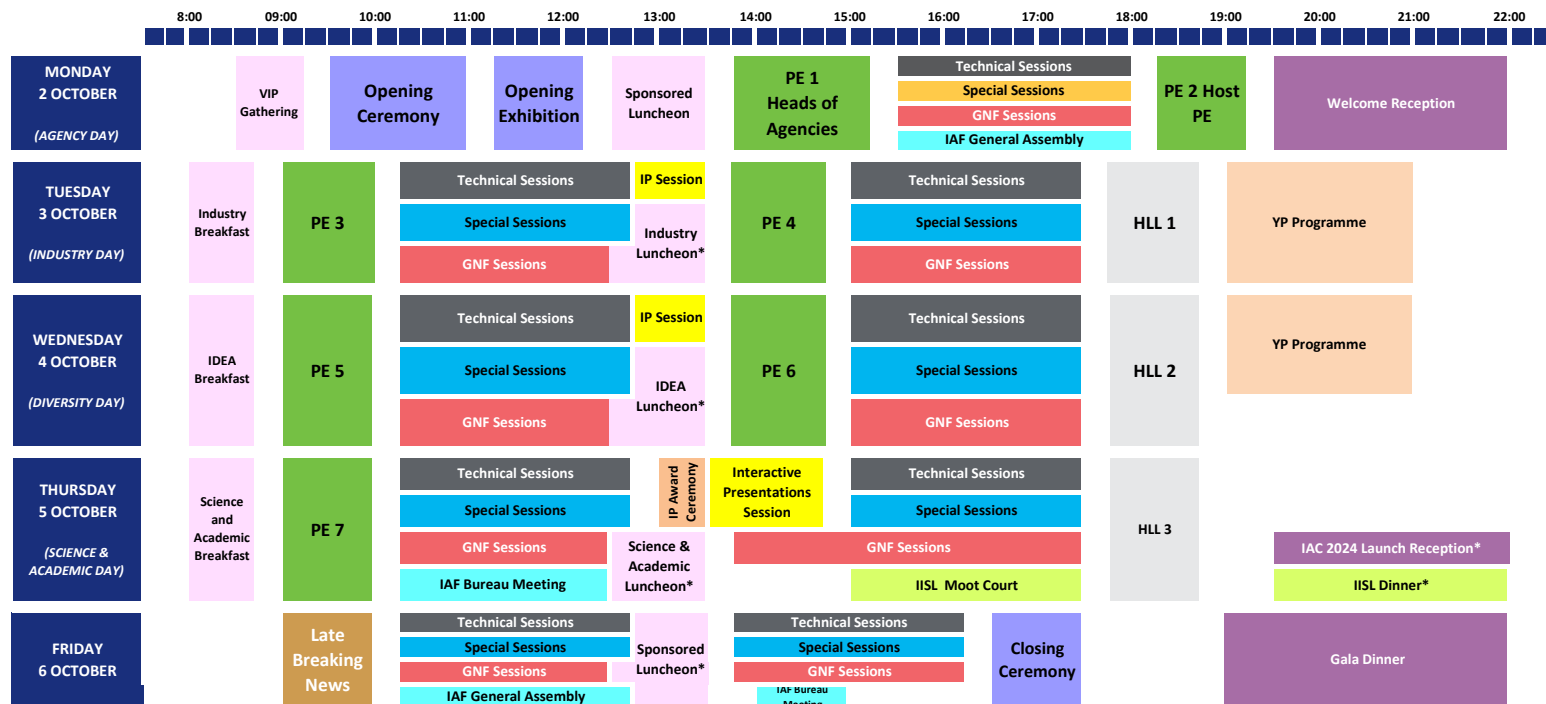 8:00 09:00 10:00 11:00 12:00 13:00 14:00 15:00 16:00 17:00 18:00 19:00 20:00 21:00 22:00
MONDAY
2 OCTOBER
(AGENCY DAY)
VIP
Gathering
Opening
Ceremony
Opening
Exhibition
Sponsored
Luncheon
PE 1
Heads of
Agencies
Technical Sessions
Special Sessions
GNF Sessions
IAF General Assembly
PE 2 Host
PE
Welcome Reception
TUESDAY
3 OCTOBER
(INDUSTRY DAY)
Industry
Breakfast
PE 3
Technical Sessions
Special Sessions
GNF Sessions
IP Session
Industry
Luncheon*
PE 4
Technical Sessions
Special Sessions
GNF Sessions
HLL 1
YP Programme
WEDNESDAY
4 OCTOBER
(DIVERSITY DAY)
IDEA
Breakfast
PE 5
Technical Sessions
Special Sessions
GNF Sessions
IP Session
IDEA
Luncheon*
PE 6
Technical Sessions
Special Sessions
GNF Sessions
HLL 2
YP Programme
THURSDAY
5 OCTOBER
(SCIENCE &
ACADEMIC DAY)
Science
and
Academic
Breakfast
PE 7
Technical Sessions
Special Sessions
GNF Sessions
IAF Bureau Meeting
IP Award
Ceremony
Science &
Academic
Luncheon*
Interactive
Presentations
Session
Technical Sessions
Special Sessions
GNF Sessions
IISL Moot Court
HLL 3
IAC 2024 Launch Reception*
IISL Dinner*
FRIDAY
6 OCTOBER
Late
Breaking
News
Technical Sessions
Special Sessions
GNF Sessions
IAF General Assembly
Sponsored
Luncheon*
Technical Sessions
Special Sessions
GNF Sessions
IAF Bureau
Meeting
Closing
Ceremony
Gala Dinner